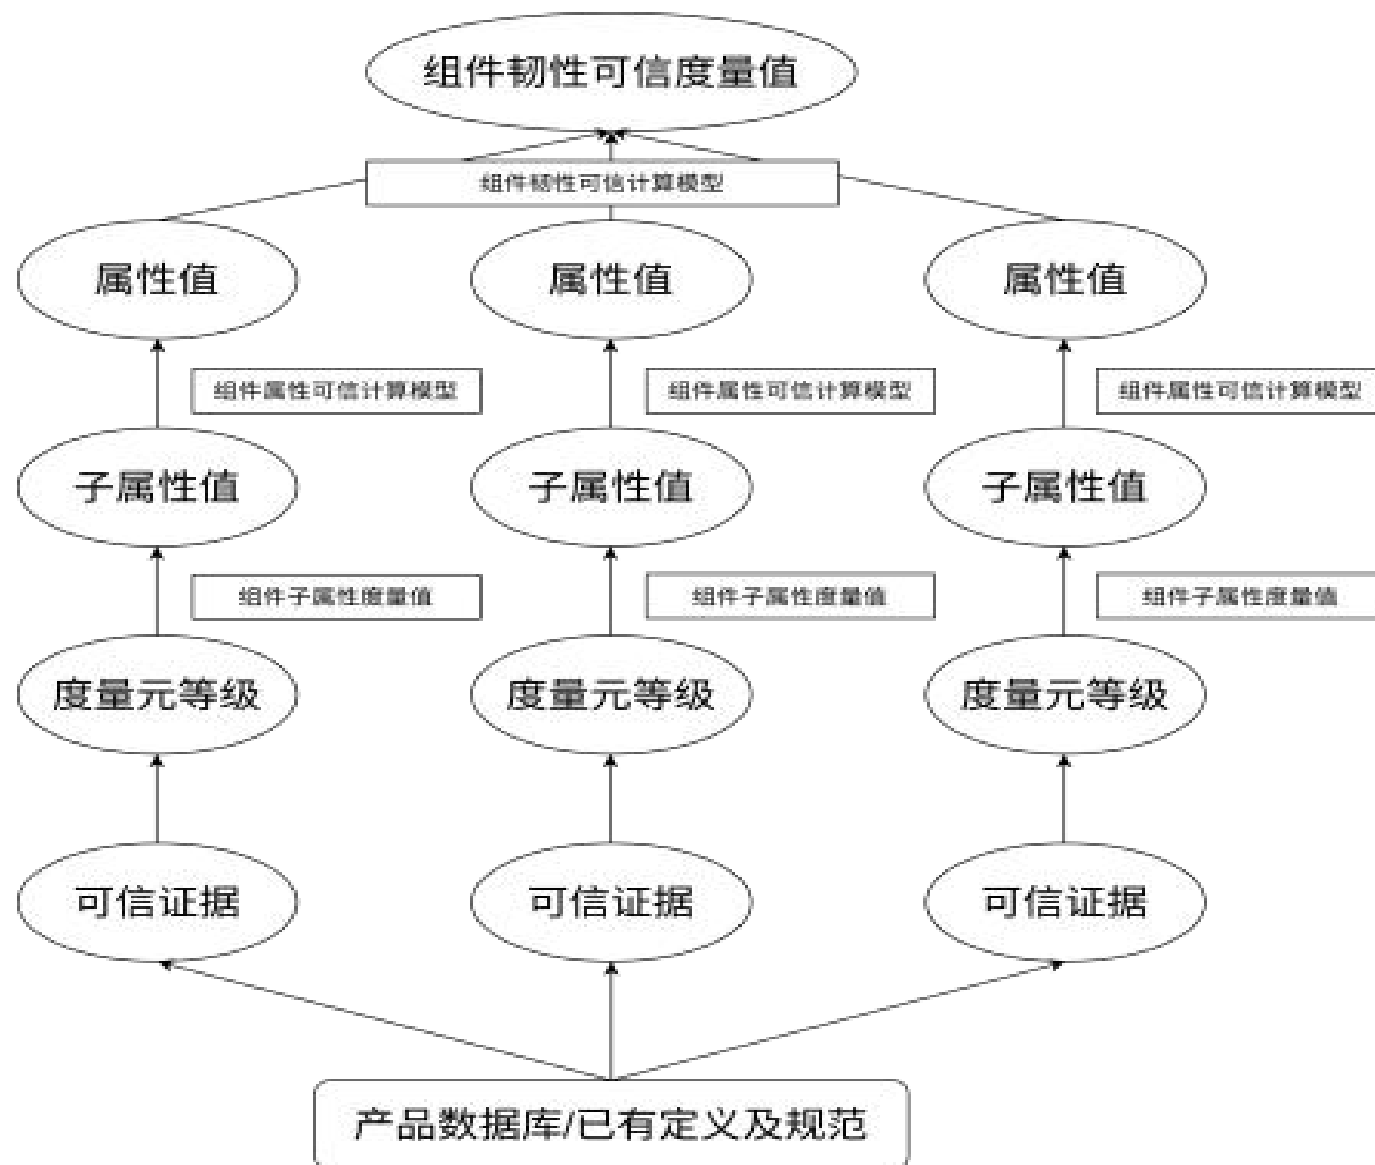 组件韧性可信度量值
组件韧性可信计算模型
属性值
属性值
属性值
组件属性可信计算模型
组件属性可信计算模型
组件属性可信计算模型
子属性值
子属性值
子属性值
组件子属性度量值
组件子属性度量值
组件子属性度量值
度量元等级
度量元等级
度量元等级
可信证据
可信证据
可信证据
产品数据库/已有定义及规范